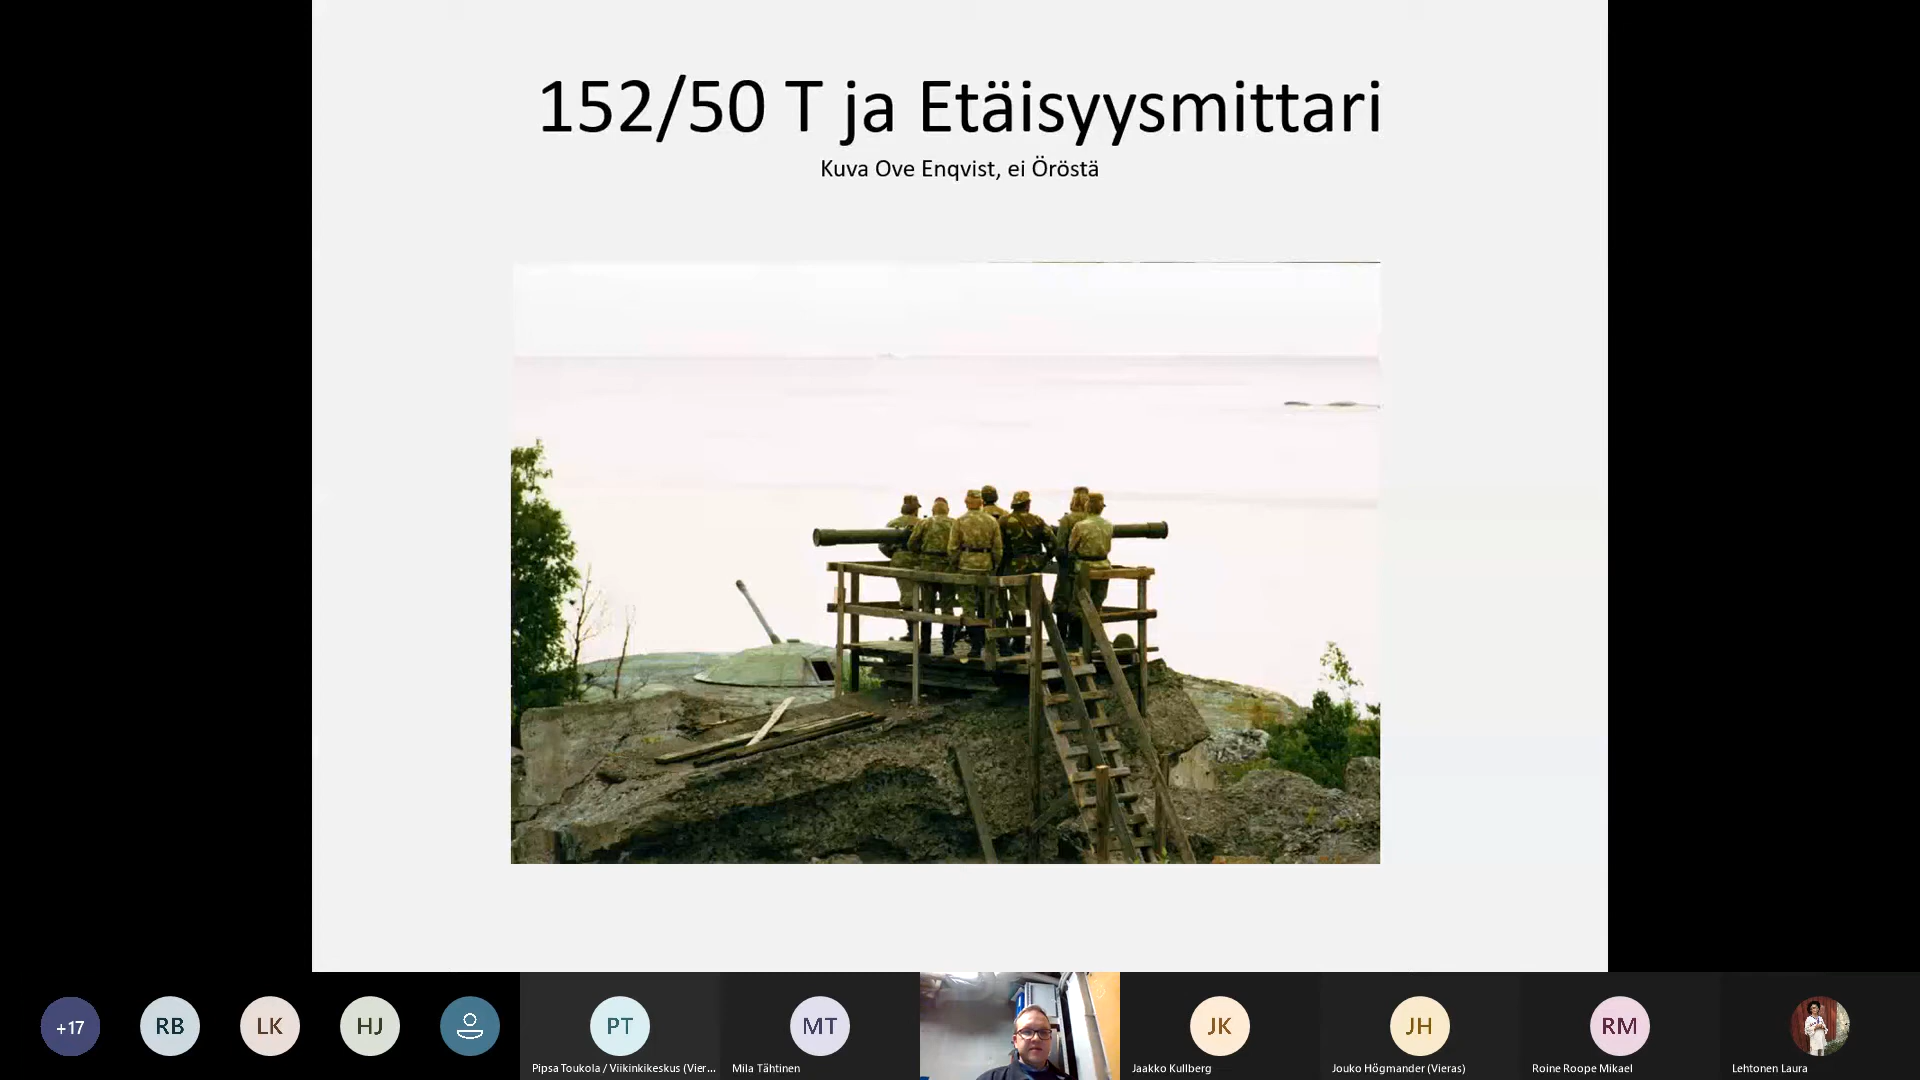 152/50 T ja Etäisyysmittari
Kuva Ove Enqvist, ei Öröstä
+17
RB
LK
HJ
PT
MT
JK
JH
RM
Pipsa Toukola / Viikinkikeskus (Vier...
Mila Tähtinen
Jaakko Kullberg
Jouko Högmander (Vieras)
Roine Roope Mikael
Lehtonen Laura